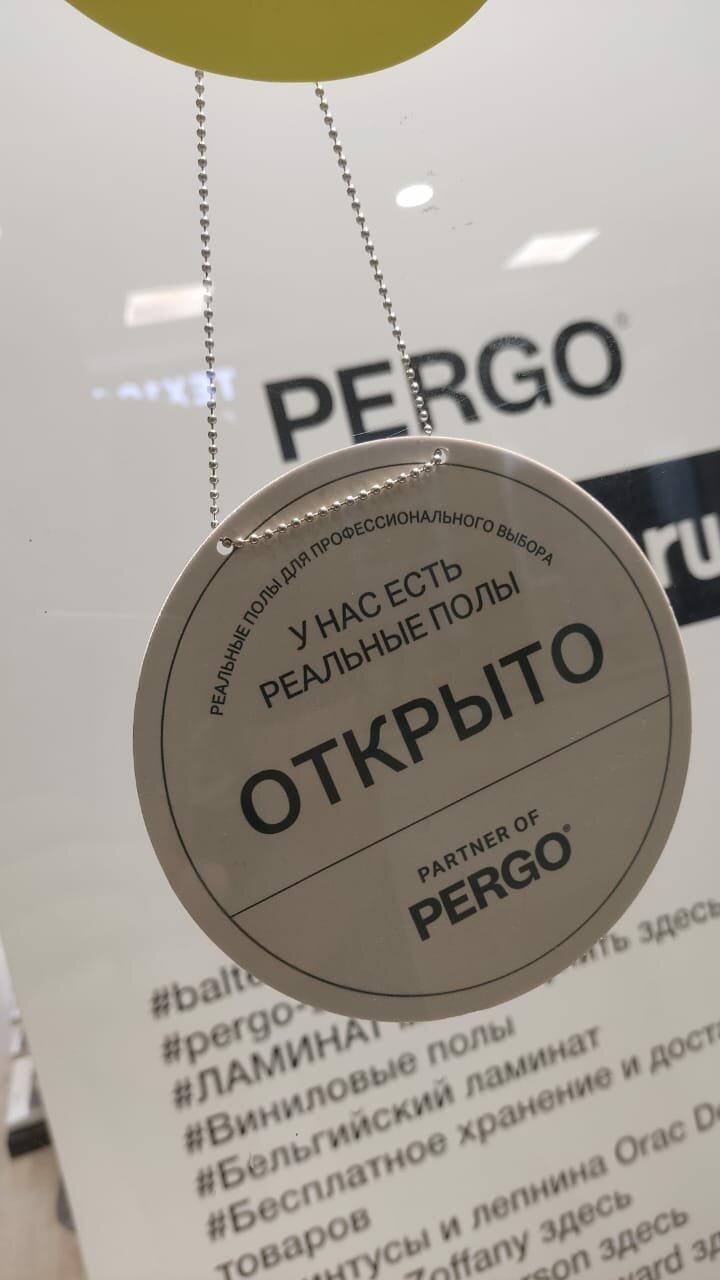 PERGO®
ru
РЕАЛЬНЫЕ ПОЛЫ ДЛЯ ПРОФЕССИОНАЛЬНОГО ВЫБОРА
У НАС ЕСТЬ
РЕАЛЬНЫЕ ПОЛЫ
ОТКРЫТО
PARTNER OF
PERGO®
здесь
#ЛАМИНАТ
#Виниловые полы
#Бельгийский ламинат
#Бесплатное хранение и
товаров
и лепнина Orac
Zoffany здесь
здесь